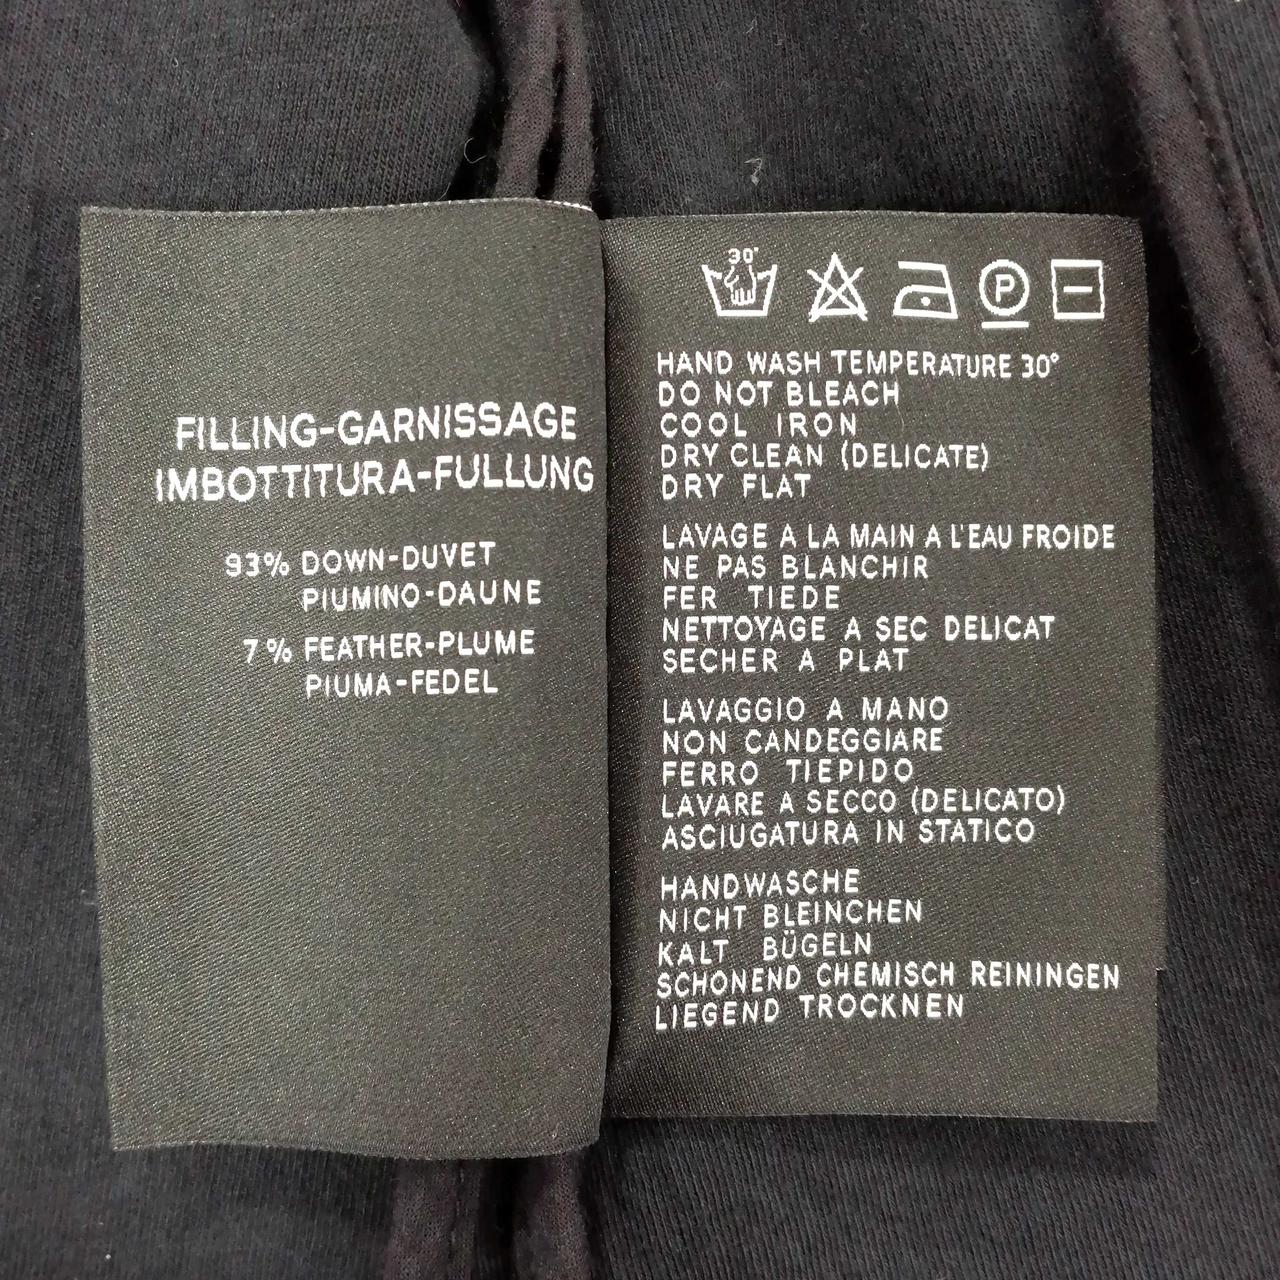 FILLING-GARNISSAGE
IMBOTTITURA-FULLUNG
93% DOWN-DUVET
PIUMINO-DAUNE
7% FEATHER-PLUME
PIUMA-FEDEL
30°
P
HAND WASH TEMPERATURE 30°
DO NOT BLEACH
COOL IRON
DRY CLEAN (DELICATE)
DRY FLAT
LAVAGE A LA MAIN A L'EAU FROIDE
NE PAS BLANCHIR
FER TIEDE
NETTOYAGE A SEC DELICAT
SECHER A PLAT
LAVAGGIO A MANO
NON CANDEGGIARE
FERRO TIEPIDO
LAVARE A SECCO (DELICATO)
ASCIUGATURA IN STATICO
HANDWASCHE
NICHT BLEINCHEN
KALT BÜGELN
SCHONEND CHEMISCH REININGEN
LIEGEND TROCKNEN